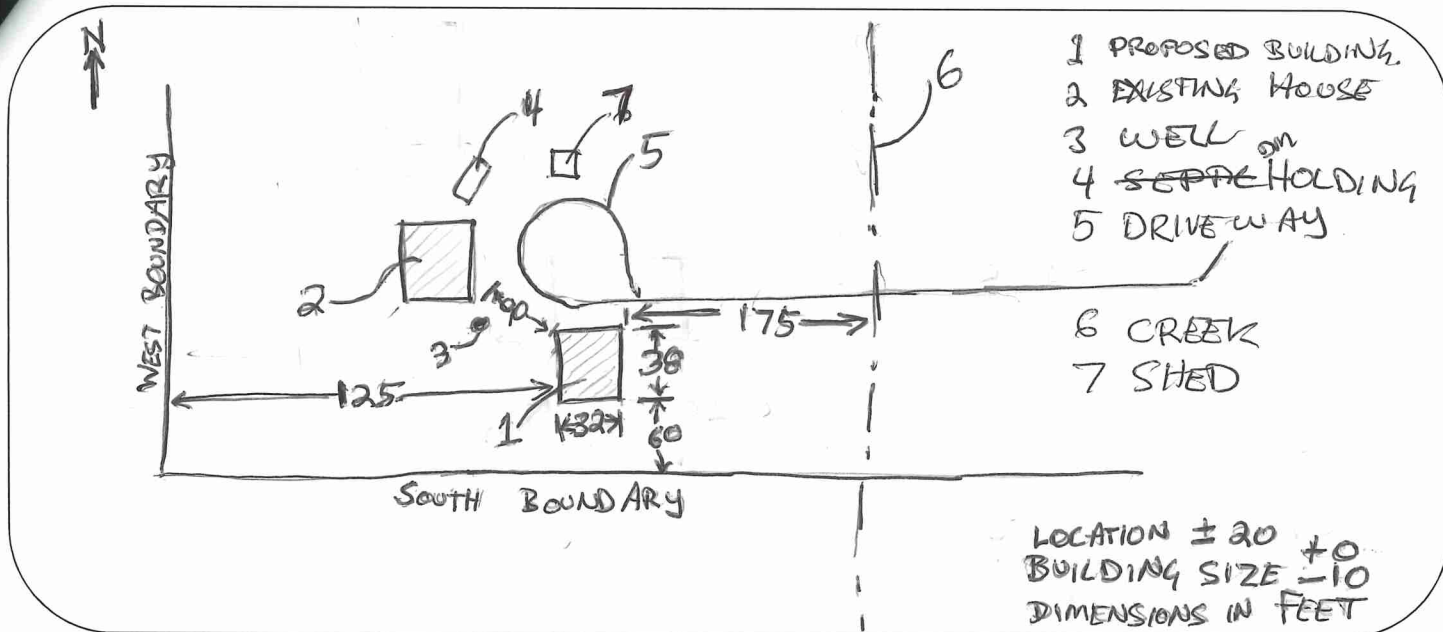 N
1 PROPOSED BUILDING.
2 EXISTING HOUSE
3 WELL
4 SEPTIC HOLDING
5 DRIVEWAY
6 CREEK
7 SHED
4
7
5
6
WEST BOUNDARY
2
3
175
38
125
1
32
60
SOUTH BOUNDARY
LOCATION ± 20
BUILDING SIZE +0 -10
DIMENSIONS IN FEET